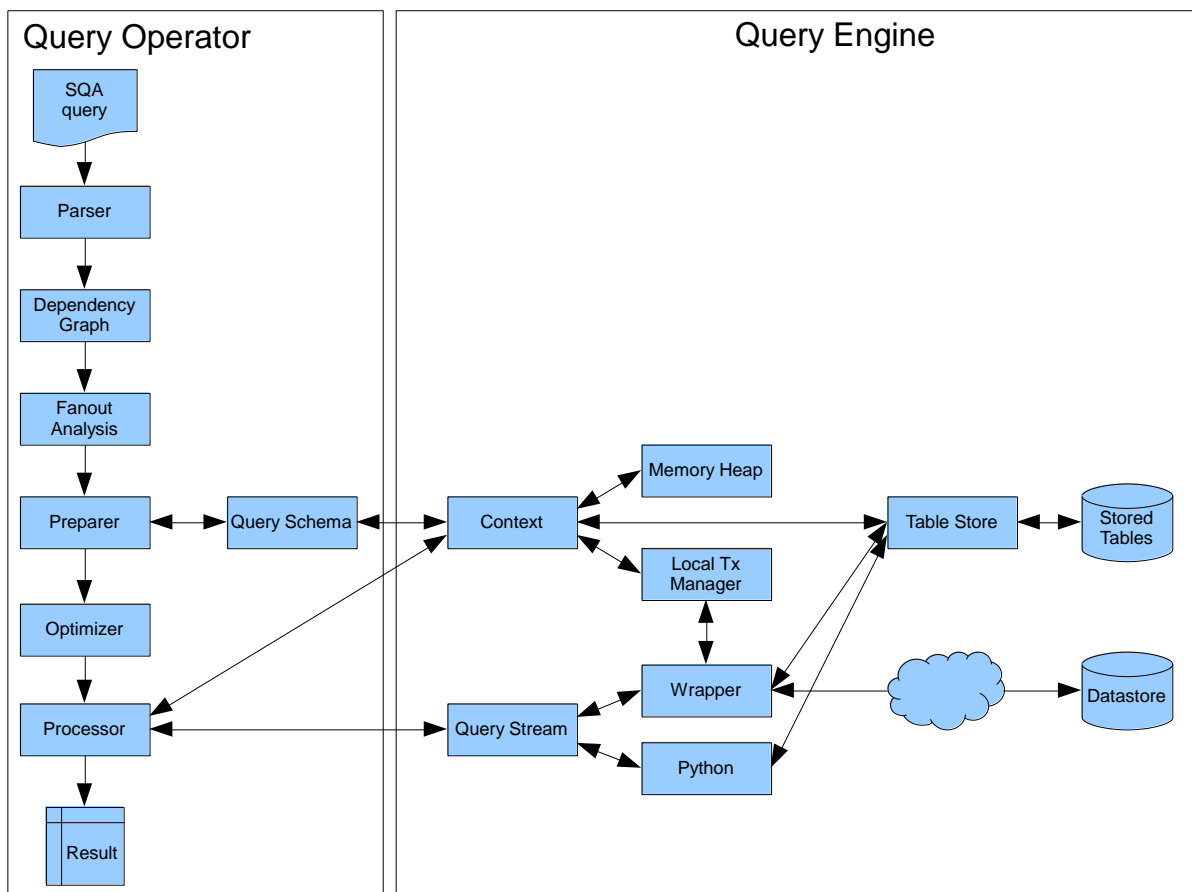 Query Operator
Query Engine
SQA
query
Parser
Dependency
Graph
Fanout
Analysis
Memory Heap
Preparer
Query Schema
Context
Table Store
Stored
Tables
Local Tx
Manager
Optimizer
Wrapper
Datastore
Processor
Query Stream
Python
Result